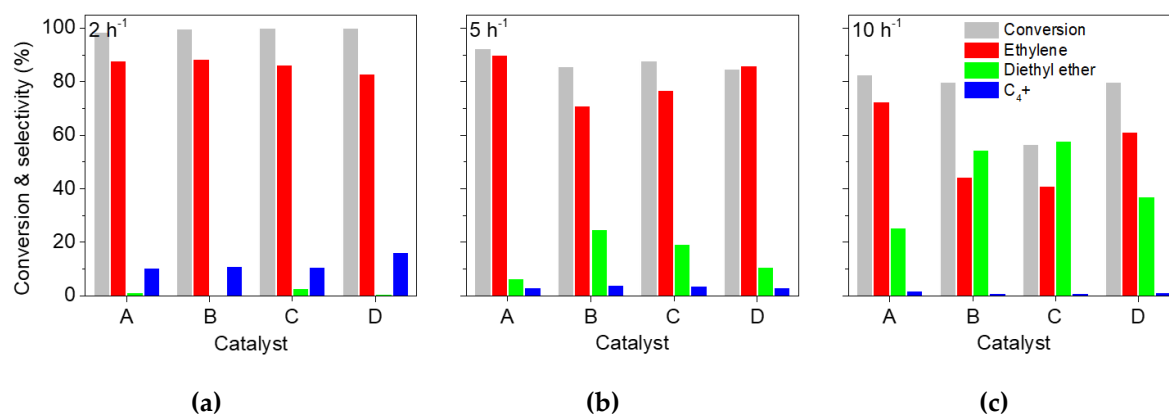 Conversion & selectivity (%)
100
80
60
40
20
0
2 h⁻¹
A B C D
Catalyst
(a)
5 h⁻¹
A B C D
Catalyst
(b)
10 h⁻¹
Conversion
Ethylene
Diethyl ether
C₄+
A B C D
Catalyst
(c)